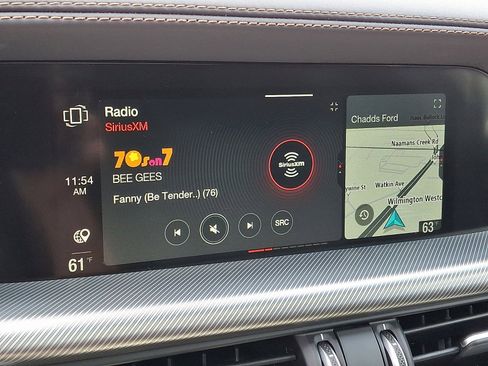 Radio
SiriusXM
70s on 7
BEE GEES
Fanny (Be Tender..) (76)
SiriusXM
SRC
11:54
AM
61 °F
Chadds Ford
Naamans Creek Rd
Watkin Ave
Wilmington Westc
63 °F